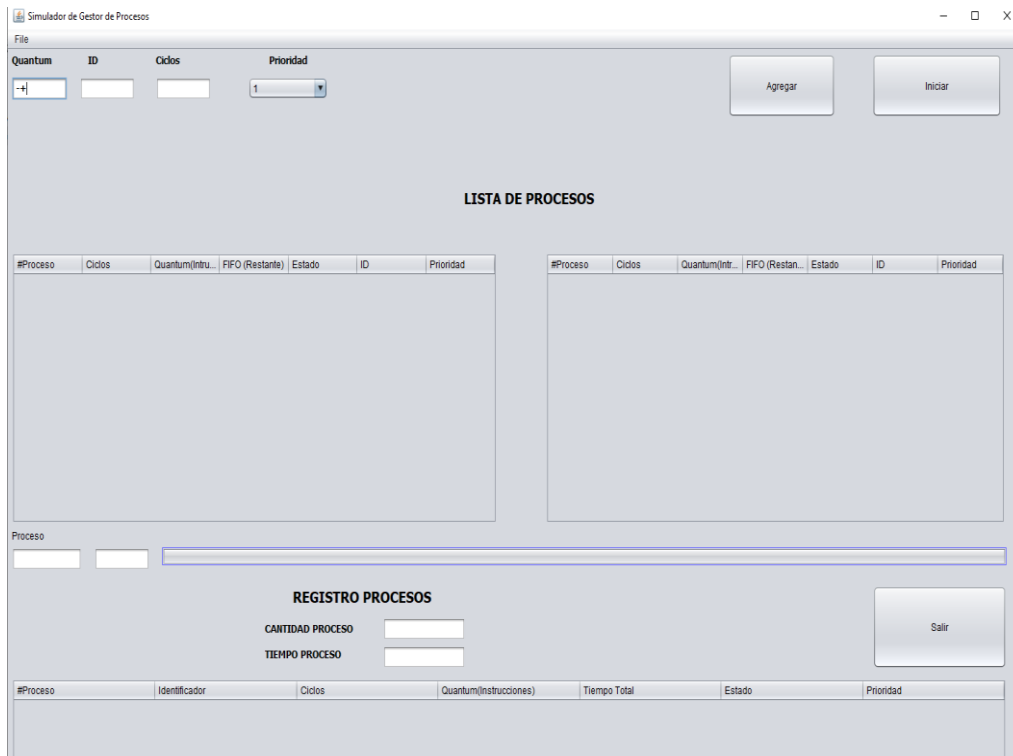 Simulador de Gestor de Procesos
File
Quantum ID Ciclos Prioridad
-+ 1 Agregar Iniciar
LISTA DE PROCESOS
#Proceso Ciclos Quantum(Intru... FIFO (Restante) Estado ID Prioridad #Proceso Ciclos Quantum(Intr... FIFO (Restan... Estado ID Prioridad
Proceso
REGISTRO PROCESOS
CANTIDAD PROCESO
Salir
TIEMPO PROCESO
#Proceso Identificador Ciclos Quantum(Instrucciones) Tiempo Total Estado Prioridad